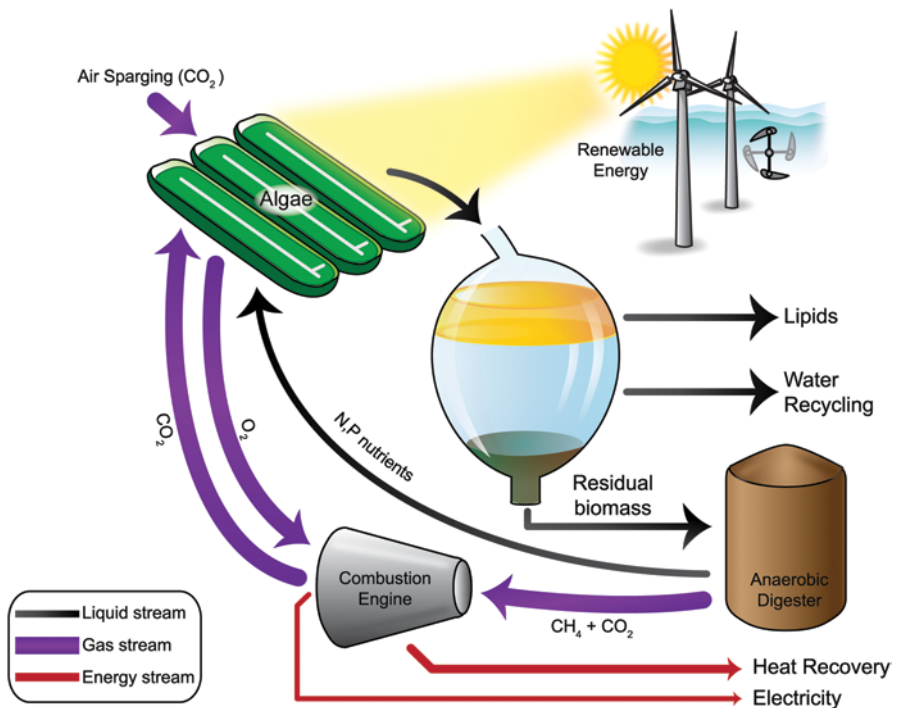 Air Sparging (CO₂)
Renewable
Energy
Algae
Lipids
Water
Recycling
CO₂
O₂
N,P nutrients
Residual
biomass
Combustion
Engine
Anaerobic
Digester
CH₄ + CO₂
Liquid stream
Gas stream
Energy stream
Heat Recovery
Electricity